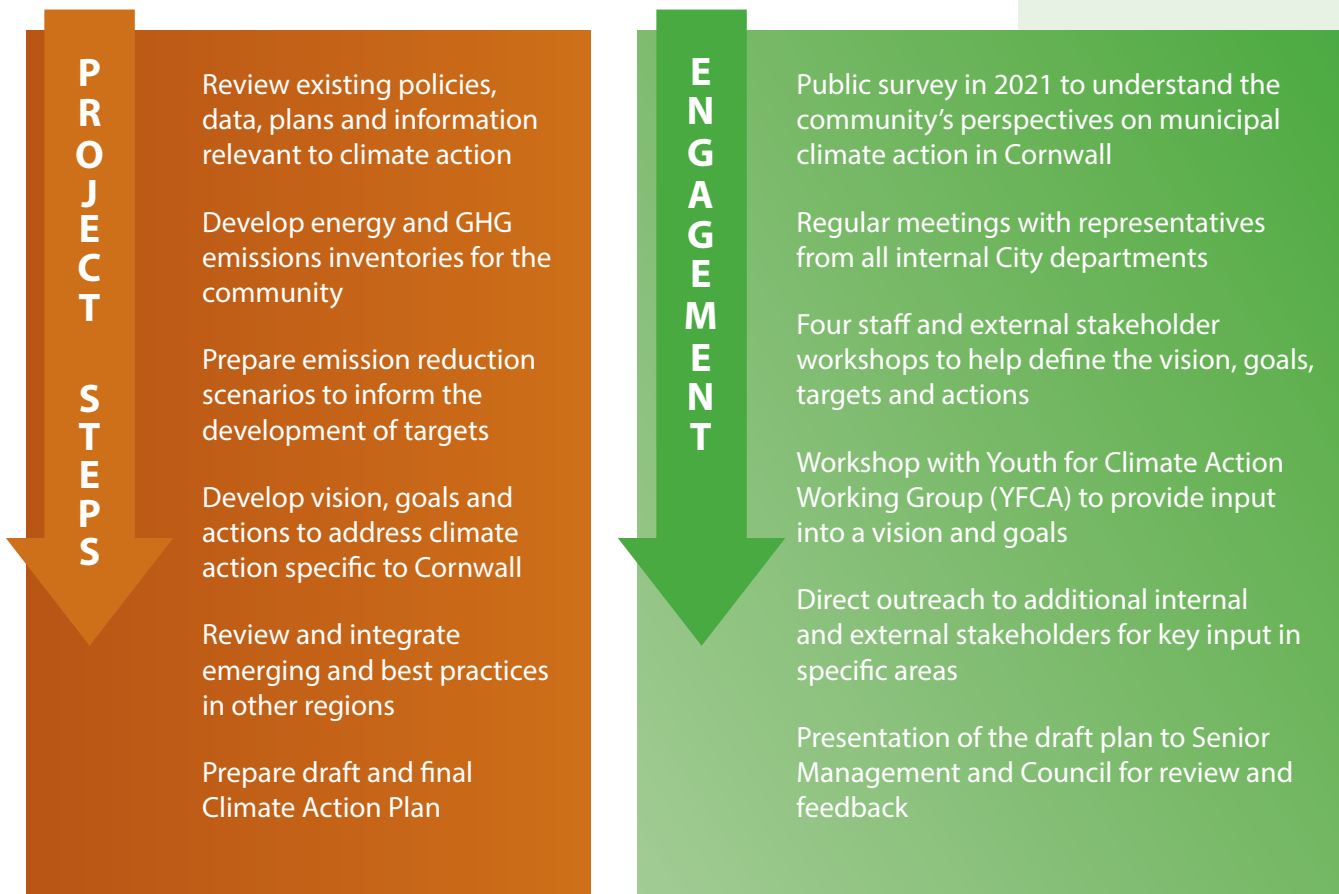 PROJECT STEPS
Review existing policies,
data, plans and information
relevant to climate action
Develop energy and GHG
emissions inventories for the
community
Prepare emission reduction
scenarios to inform the
development of targets
Develop vision, goals and
actions to address climate
action specific to Cornwall
Review and integrate
emerging and best practices
in other regions
Prepare draft and final
Climate Action Plan
ENGAGEMENT
Public survey in 2021 to understand the
community’s perspectives on municipal
climate action in Cornwall
Regular meetings with representatives
from all internal City departments
Four staff and external stakeholder
workshops to help define the vision, goals,
targets and actions
Workshop with Youth for Climate Action
Working Group (YFCA) to provide input
into a vision and goals
Direct outreach to additional internal
and external stakeholders for key input in
specific areas
Presentation of the draft plan to Senior
Management and Council for review and
feedback